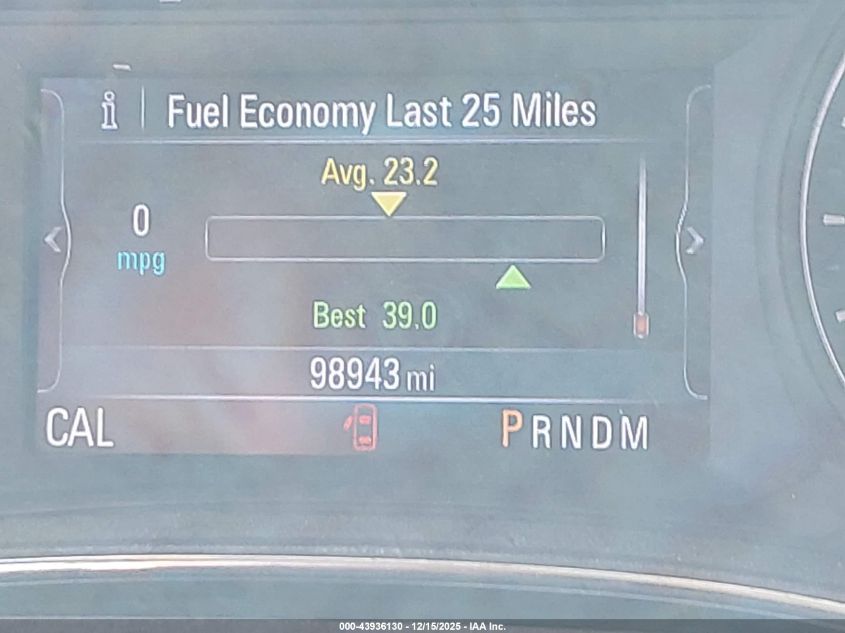 i Fuel Economy Last 25 Miles
Avg. 23.2
0
mpg
Best 39.0
98943 mi
CAL PRNDM
000-43936130 - 12/15/2025 - IAA Inc.